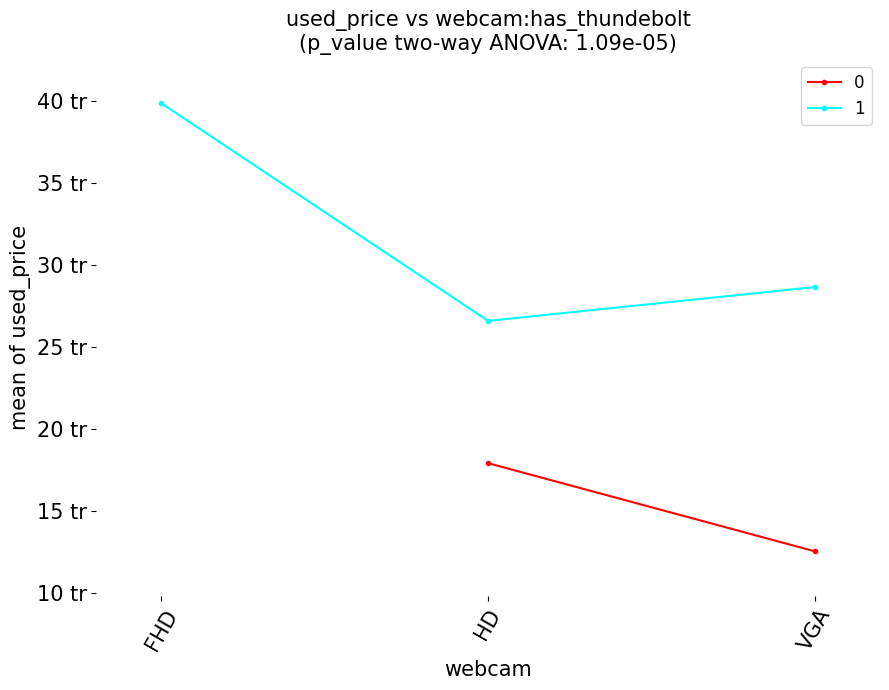 used_price vs webcam:has_thundebolt
(p_value two-way ANOVA: 1.09e-05)
0
1
40 tr
35 tr
30 tr
25 tr
20 tr
15 tr
10 tr
mean of used_price
FHD
HD
VGA
webcam